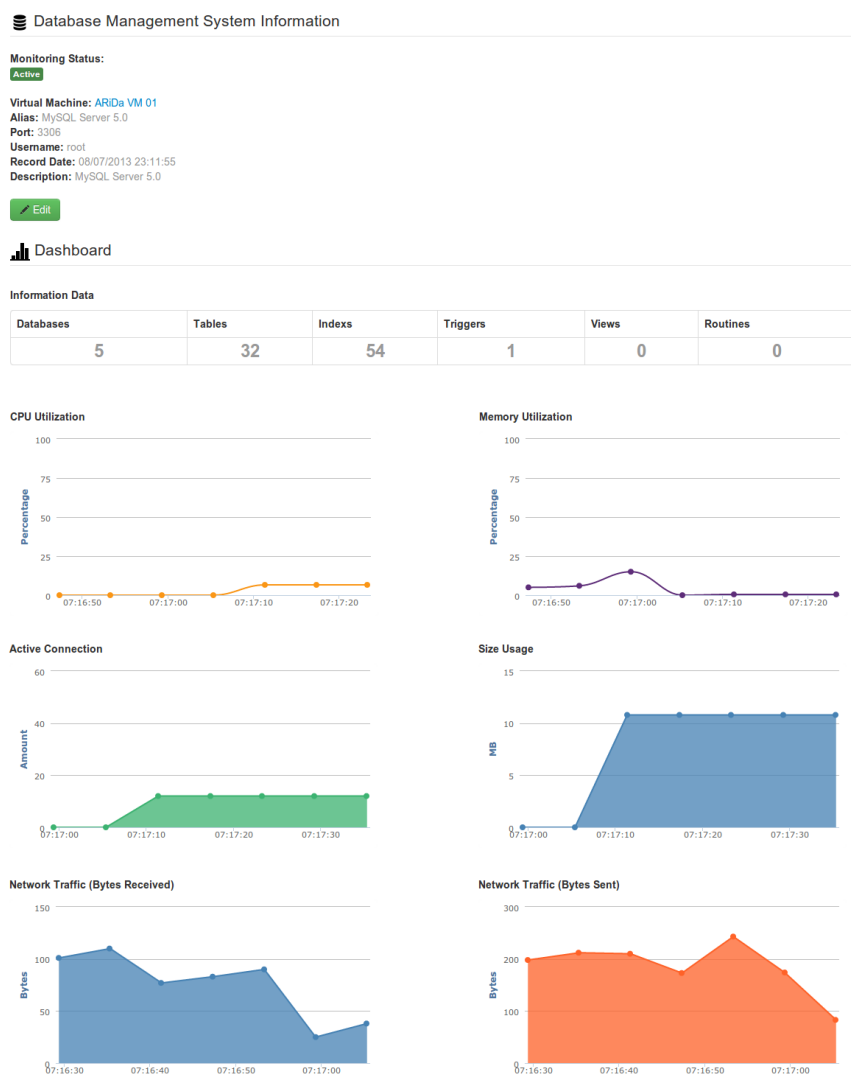 Database Management System Information
Monitoring Status:
Active
Virtual Machine: ARiDa VM 01
Alias: MySQL Server 5.0
Port: 3306
Username: root
Record Date: 08/07/2013 23:11:55
Description: MySQL Server 5.0
Edit
Dashboard
Information Data
Databases Tables Indexs Triggers Views Routines
5 32 54 1 0 0
CPU Utilization
100
75
50
25
0
Percentage
07:16:50 07:17:00 07:17:10 07:17:20
Memory Utilization
100
75
50
25
0
Percentage
07:16:50 07:17:00 07:17:10 07:17:20
Active Connection
60
40
20
0
Amount
07:17:00 07:17:10 07:17:20 07:17:30
Size Usage
15
10
5
0
MB
07:17:00 07:17:10 07:17:20 07:17:30
Network Traffic (Bytes Received)
150
100
50
0
Bytes
07:16:30 07:16:40 07:16:50 07:17:00
Network Traffic (Bytes Sent)
300
200
100
0
Bytes
07:16:30 07:16:40 07:16:50 07:17:00